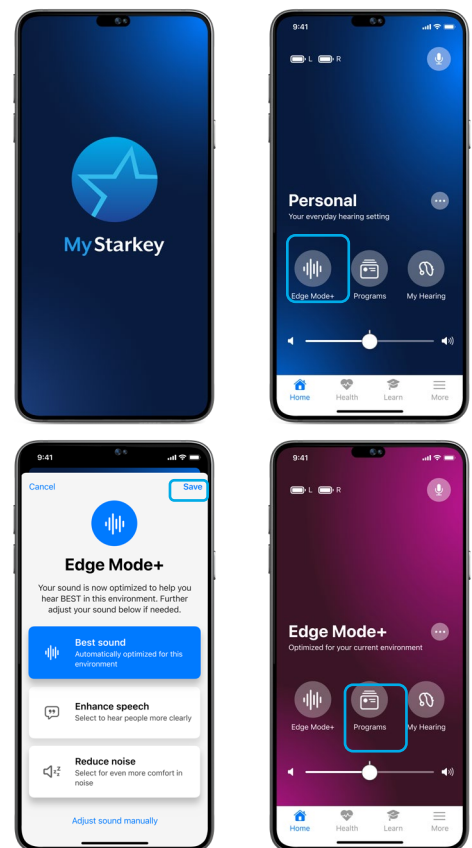 MyStarkey
9:41
L R
Personal
Your everyday hearing setting
Edge Mode+ Programs My Hearing
Home Health Learn More
9:41
Cancel Save
Edge Mode+
Your sound is now optimized to help you
hear BEST in this environment. Further
adjust your sound below if needed.
Best sound
Automatically optimized for this
environment
Enhance speech
Select to hear people more clearly
Reduce noise
Select for even more comfort in
noise
Adjust sound manually
9:41
L R
Edge Mode+
Optimized for your current environment
Edge Mode+ Programs My Hearing
Home Health Learn More